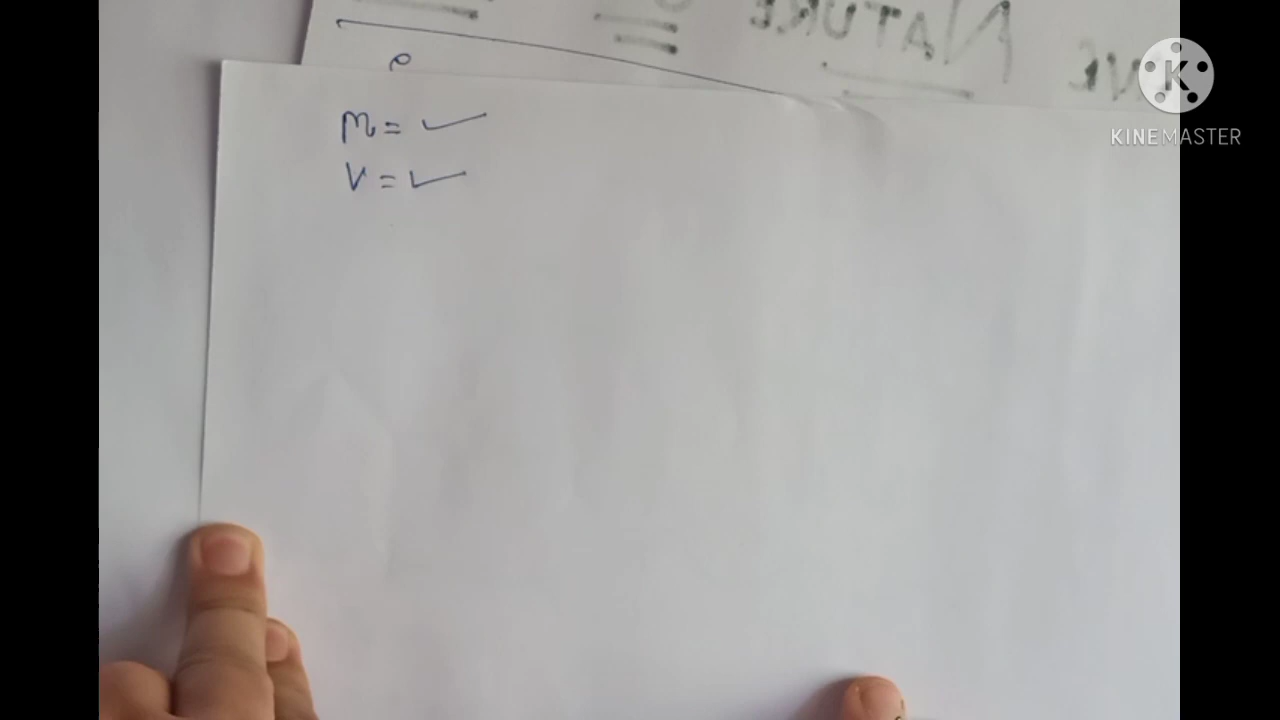 NATURE
K
KINEMASTER
m = ✓
V = ✓